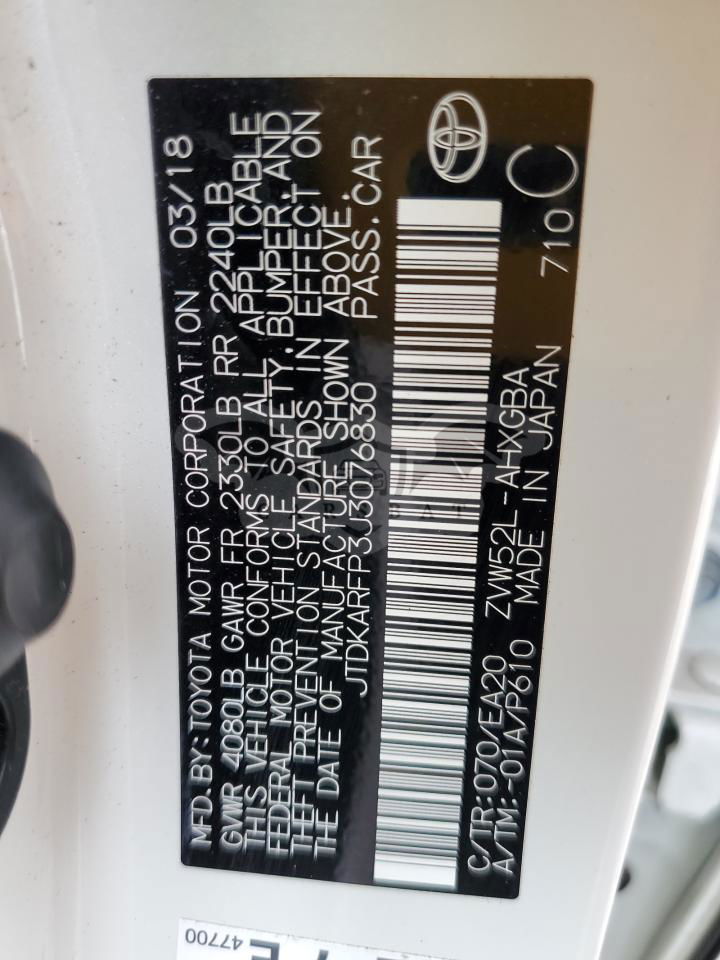 MFD.BY:TOYOTA MOTOR CORPORATION 03/18
GVWR 4080LB GAWR FR 2330LB RR 2240LB
THIS VEHICLE CONFORMS TO ALL APPLICABLE
FEDERAL MOTOR VEHICLE SAFETY, BUMPER, AND
THEFT PREVENTION STANDARDS IN EFFECT ON
THE DATE OF MANUFACTURE SHOWN ABOVE.
JTDKARFP3J3076830 PASS.CAR
C/TR:070/EA20 ZVW52L-AHXGBA
A/TM:-01A/P610 MADE IN JAPAN 710 C
47700